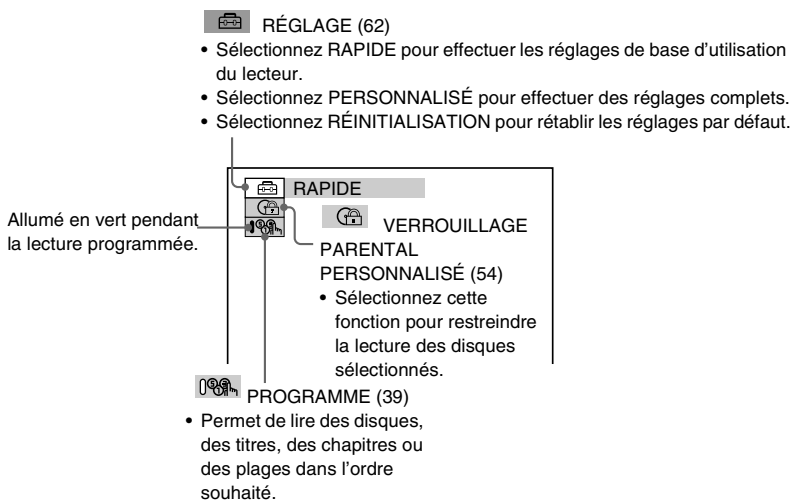 RÉGLAGE (62)
• Sélectionnez RAPIDE pour effectuer les réglages de base d'utilisation
du lecteur.
• Sélectionnez PERSONNALISÉ pour effectuer des réglages complets.
• Sélectionnez RÉINITIALISATION pour rétablir les réglages par défaut.
RAPIDE
Allumé en vert pendant
la lecture programmée.
VERROUILLAGE
PARENTAL
PERSONNALISÉ (54)
• Sélectionnez cette
fonction pour restreindre
la lecture des disques
sélectionnés.
PROGRAMME (39)
• Permet de lire des disques,
des titres, des chapitres ou
des plages dans l'ordre
souhaité.